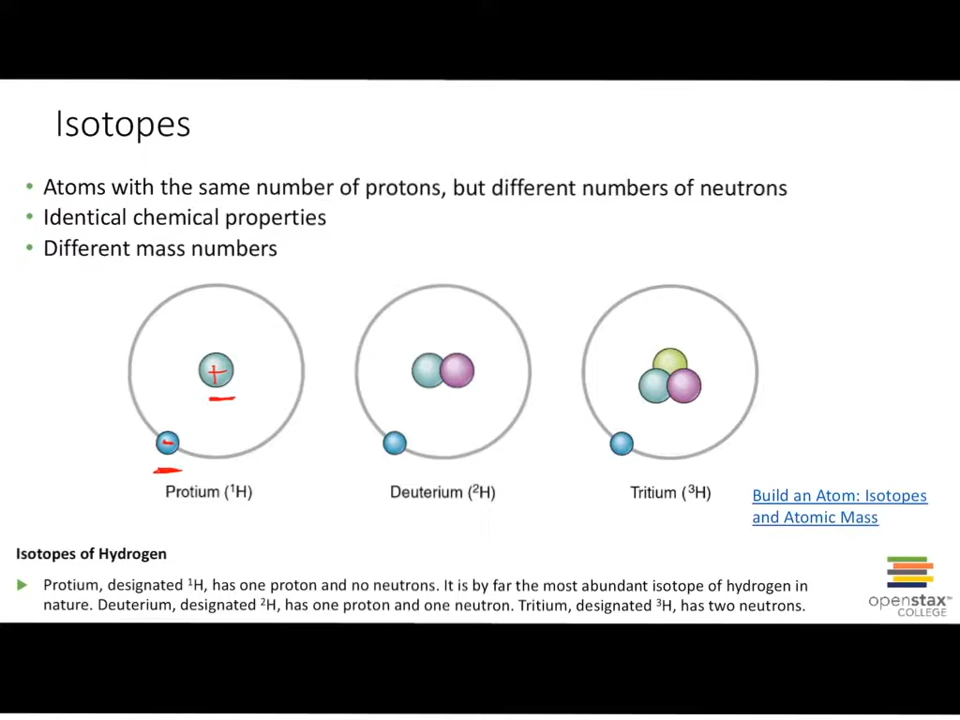 Isotopes
• Atoms with the same number of protons, but different numbers of neutrons
• Identical chemical properties
• Different mass numbers
+
-
Protium (¹H)
Deuterium (²H)
Tritium (³H)
Build an Atom: Isotopes
and Atomic Mass
Isotopes of Hydrogen
Protium, designated ¹H, has one proton and no neutrons. It is by far the most abundant isotope of hydrogen in
nature. Deuterium, designated ²H, has one proton and one neutron. Tritium, designated ³H, has two neutrons.
openstax™
COLLEGE